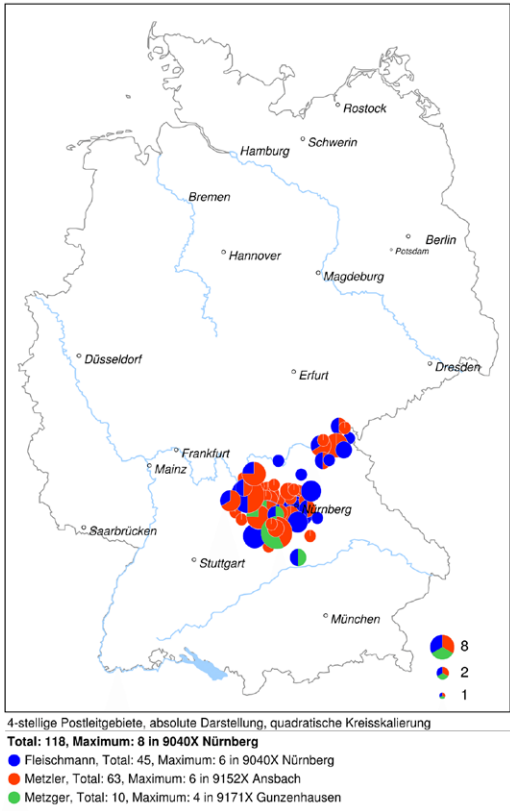 Rostock
Schwerin
Hamburg
Bremen
Berlin
Potsdam
Hannover
Magdeburg
Düsseldorf
Dresden
Erfurt
Frankfurt
Mainz
Nürnberg
Saarbrücken
Stuttgart
München
8
2
1
4-stellige Postleitgebiete, absolute Darstellung, quadratische Kreisskalierung
Total: 118, Maximum: 8 in 9040X Nürnberg
Fleischmann, Total: 45, Maximum: 6 in 9040X Nürnberg
Metzler, Total: 63, Maximum: 6 in 9152X Ansbach
Metzger, Total: 10, Maximum: 4 in 9171X Gunzenhausen